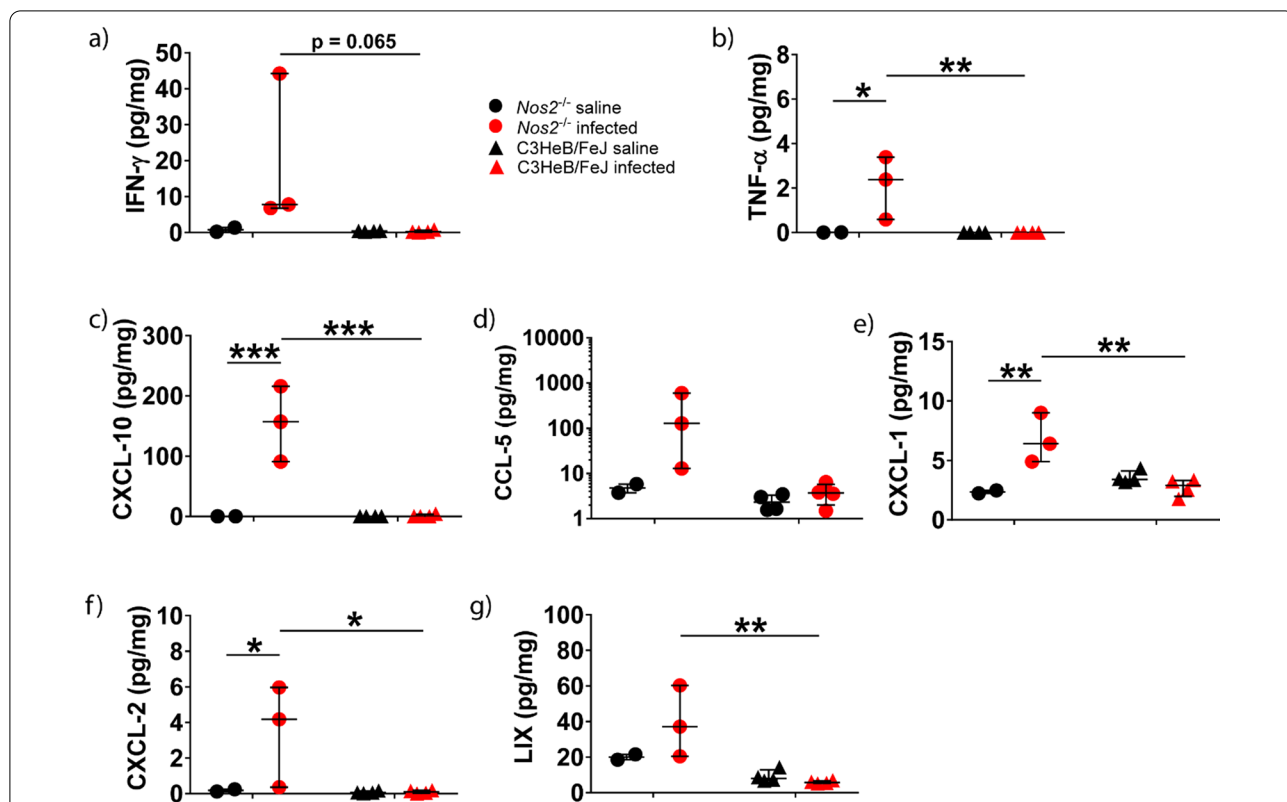 a)
p = 0.065
IFN-γ (pg/mg)
50
40
30
20
10
0
Nos2-/- saline
Nos2-/- infected
C3HeB/FeJ saline
C3HeB/FeJ infected
b)
**
*
TNF-α (pg/mg)
8
6
4
2
0
c)
***
***
CXCL-10 (pg/mg)
300
200
100
0
d)
CCL-5 (pg/mg)
10000
1000
100
10
1
e)
**
**
CXCL-1 (pg/mg)
15
10
5
0
f)
*
*
CXCL-2 (pg/mg)
10
8
6
4
2
0
g)
**
LIX (pg/mg)
100
80
60
40
20
0